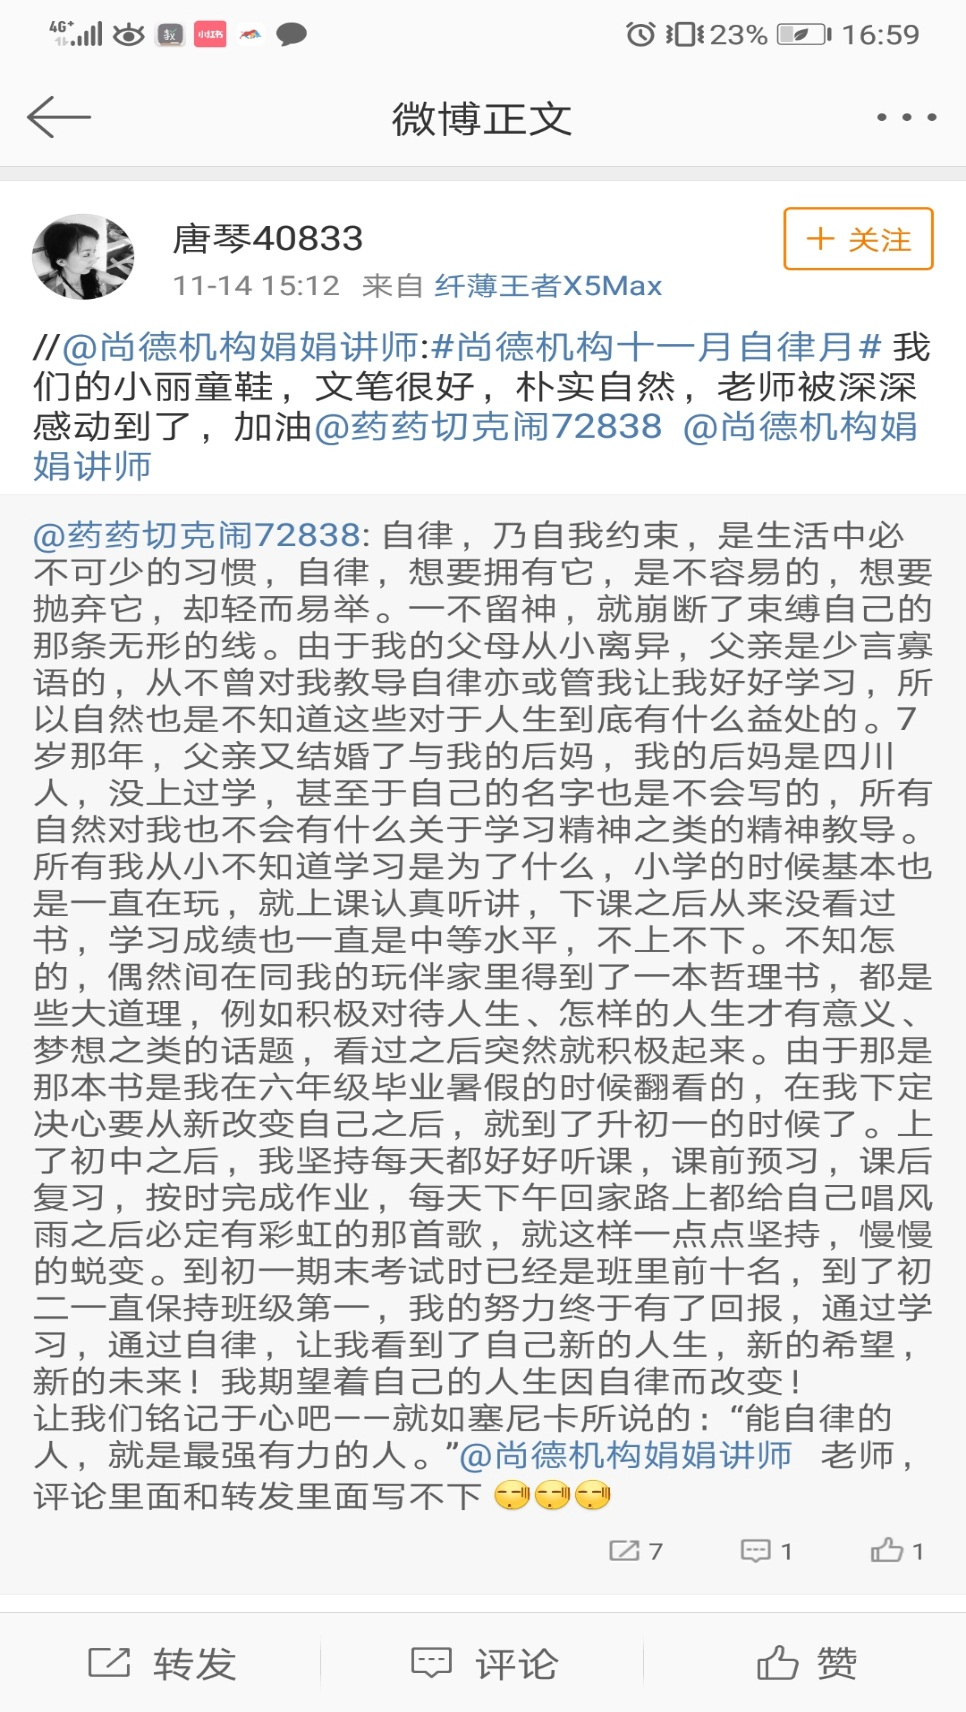 4G+ 23% 16:59
小红书
微博正文
唐琴40833
+ 关注
11-14 15:12 来自 纤薄王者X5Max
//@尚德机构娟娟讲师:#尚德机构十一月自律月# 我
们的小丽童鞋，文笔很好，朴实自然，老师被深深
感动到了，加油@药药切克闹72838 @尚德机构娟
娟讲师
@药药切克闹72838: 自律，乃自我约束，是生活中必
不可少的习惯，自律，想要拥有它，是不容易的，想要
抛弃它，却轻而易举。一不留神，就崩断了束缚自己的
那条无形的线。由于我的父母从小离异，父亲是少言寡
语的，从不曾对我教导自律亦或管我让我好好学习，所
以自然也是不知道这些对于人生到底有什么益处的。7
岁那年，父亲又结婚了与我的后妈，我的后妈是四川
人，没上过学，甚至于自己的名字也是不会写的，所有
自然对我也不会有什么关于学习精神之类的精神教导。
所有我从小不知道学习是为了什么，小学的时候基本也
是一直在玩，就上课认真听讲，下课之后从来没看过
书，学习成绩也一直是中等水平，不上不下。不知怎
的，偶然间在同我的玩伴家里得到了一本哲理书，都是
些大道理，例如积极对待人生、怎样的人生才有意义、
梦想之类的话题，看过之后突然就积极起来。由于那是
那本书是我在六年级毕业暑假的时候翻看的，在我下定
决心要从新改变自己之后，就到了升初一的时候了。上
了初中之后，我坚持每天都好好听课，课前预习，课后
复习，按时完成作业，每天下午回家路上都给自己唱风
雨之后必定有彩虹的那首歌，就这样一点点坚持，慢慢
的蜕变。到初一期末考试时已经是班里前十名，到了初
二一直保持班级第一，我的努力终于有了回报，通过学
习，通过自律，让我看到了自己新的人生，新的希望，
新的未来！我期望着自己的人生因自律而改变！
让我们铭记于心吧——就如塞尼卡所说的：“能自律的
人，就是最强有力的人。”@尚德机构娟娟讲师 老师，
评论里面和转发里面写不下
7 1 1
转发 评论 赞